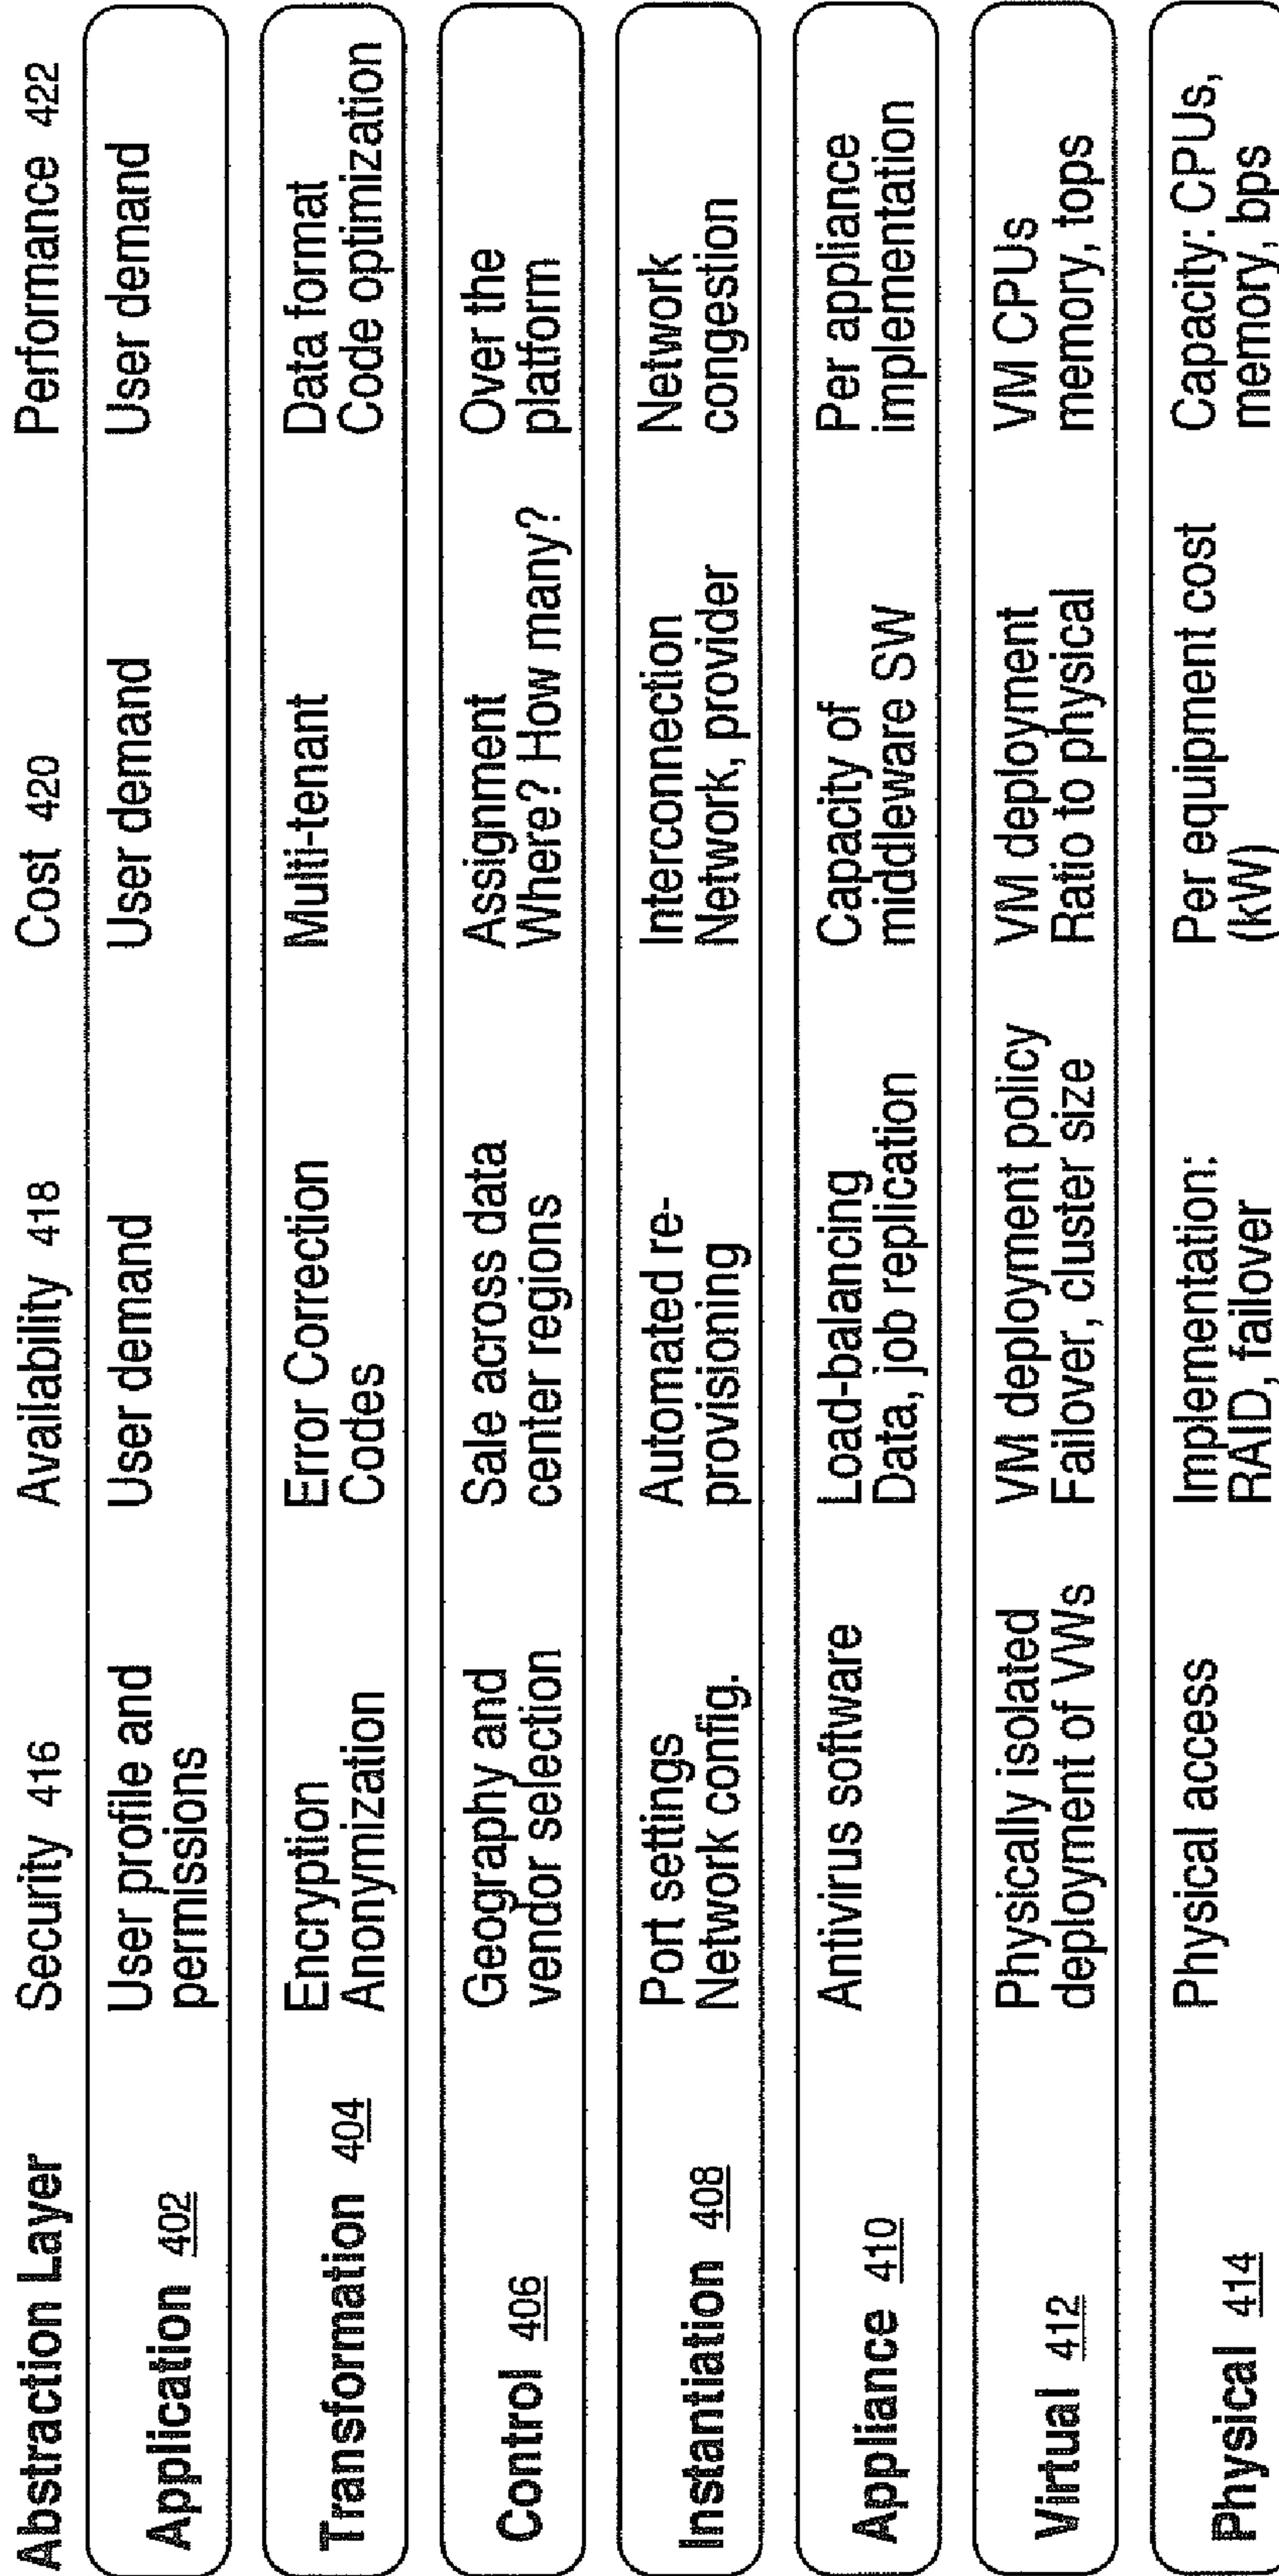 Abstraction Layer Security 416 Availability 418 Cost 420 Performance 422
Application 402
User profile and
permissions
User demand
User demand
User demand
Transformation 404
Encryption
Anonymization
Error Correction
Codes
Multi-tenant
Data format
Code optimization
Control 406
Geography and
vendor selection
Sale across data
center regions
Assignment
Where? How many?
Over the
platform
Instantiation 408
Port settings
Network config.
Automated re-
provisioning
Interconnection
Network, provider
Network
congestion
Appliance 410
Antivirus software
Load-balancing
Data, job replication
Capacity of
middleware SW
Per appliance
implementation
Virtual 412
Physically isolated
deployment of VWs
VM deployment policy
Failover, cluster size
VM deployment
Ratio to physical
VM CPUs
memory, tops
Physical 414
Physical access
Implementation:
RAID, failover
Per equipment cost
(kW)
Capacity: CPUs,
memory, bps